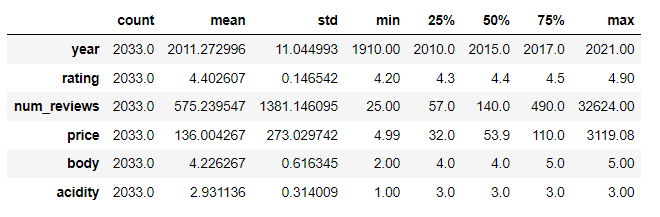 count mean std min 25% 50% 75% max
year 2033.0 2011.272996 11.044993 1910.00 2010.0 2015.0 2017.0 2021.00
rating 2033.0 4.402607 0.146542 4.20 4.3 4.4 4.5 4.90
num_reviews 2033.0 575.239547 1381.146095 25.00 57.0 140.0 490.0 32624.00
price 2033.0 136.004267 273.029742 4.99 32.0 53.9 110.0 3119.08
body 2033.0 4.226267 0.616345 2.00 4.0 4.0 5.0 5.00
acidity 2033.0 2.931136 0.314009 1.00 3.0 3.0 3.0 3.00